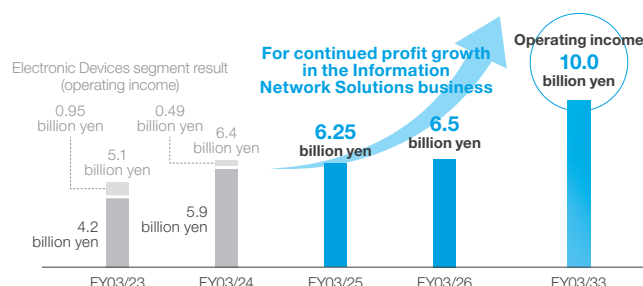 Electronic Devices segment result
(operating income)
0.95
billion yen
0.49
billion yen
5.1
billion yen
6.4
billion yen
4.2
billion yen
5.9
billion yen
For continued profit growth
in the Information
Network Solutions business
6.25
billion yen
6.5
billion yen
Operating income
10.0
billion yen
FY03/23
FY03/24
FY03/25
FY03/26
FY03/33